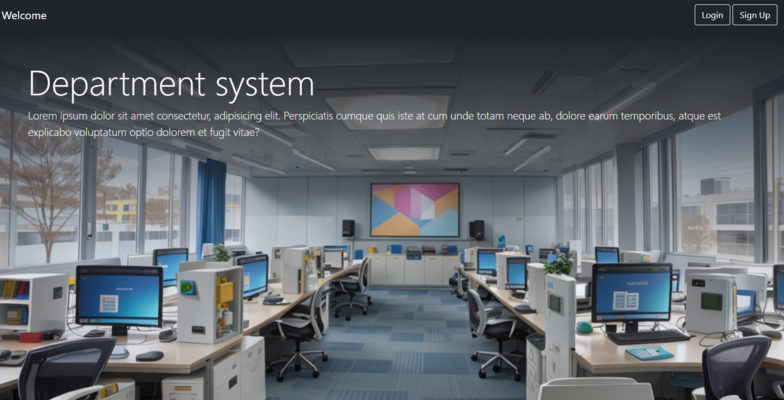 Welcome
Login
Sign Up
Department system
Lorem ipsum dolor sit amet consectetur, adipisicing elit. Perspiciatis cumque quis iste at cum unde totam neque ab, dolore earum temporibus, atque est
explicabo voluptatum optio dolorem et fugit vitae?